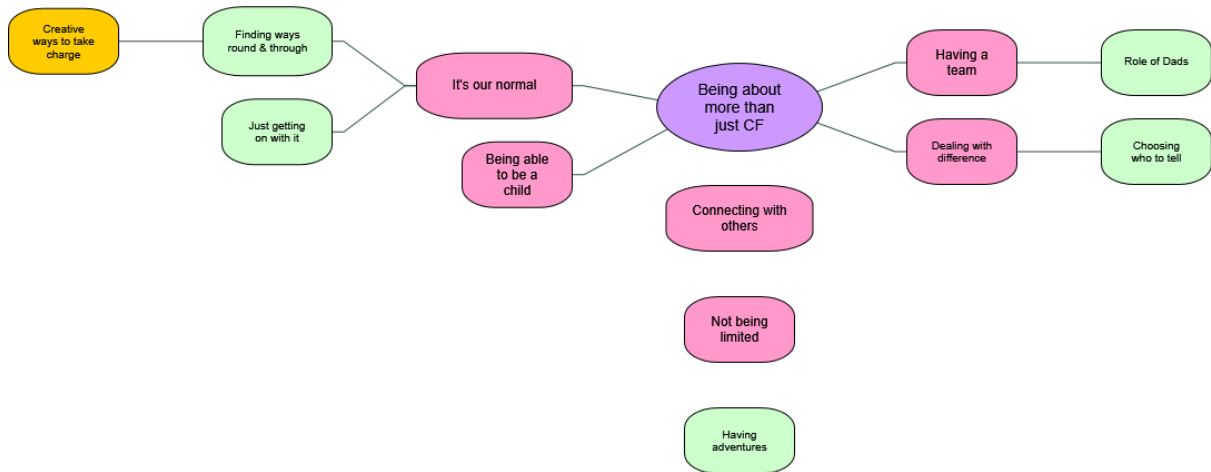 Creative
ways to take
charge
Finding ways
round & through
Just getting
on with it
It's our normal
Being able
to be a
child
Being about
more than
just CF
Connecting with
others
Not being
limited
Having
adventures
Having a
team
Role of Dads
Dealing with
difference
Choosing
who to tell